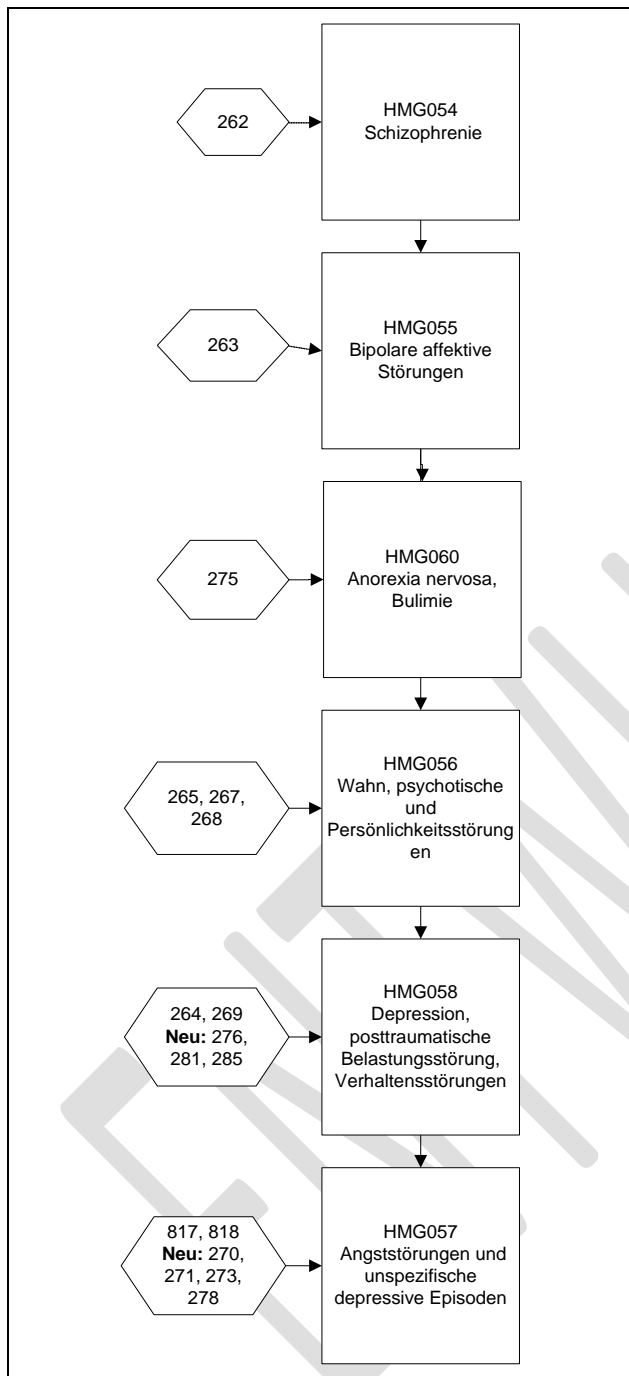 262
HMG054
Schizophrenie
263
HMG055
Bipolare affektive
Störungen
275
HMG060
Anorexia nervosa,
Bulimie
265, 267,
268
HMG056
Wahn, psychotische
und
Persönlichkeitsstörung
en
264, 269
Neu: 276,
281, 285
HMG058
Depression,
posttraumatische
Belastungsstörung,
Verhaltensstörungen
817, 818
Neu: 270,
271, 273,
278
HMG057
Angststörungen und
unspezifische
depressive Episoden